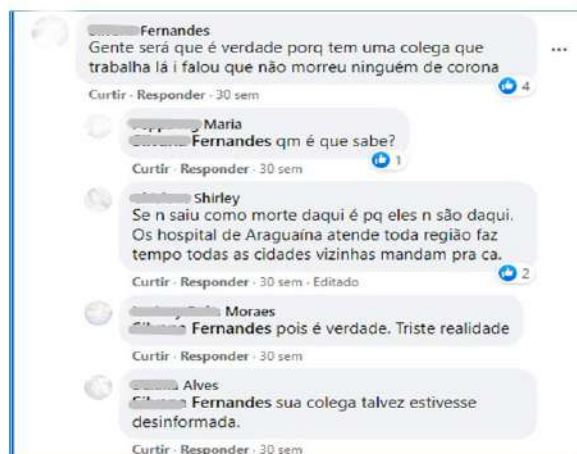 Fernandes
Gente será que é verdade porq tem uma colega que
trabalha lá i falou que não morreu ninguém de corona
...
Curtir · Responder · 30 sem
4
Maria
Fernandes qm é que sabe?
1
Curtir · Responder · 30 sem
Shirley
Se n saiu como morte daqui é pq eles n são daqui.
Os hospital de Araguaína atende toda região faz
tempo todas as cidades vizinhas mandam pra ca.
2
Curtir · Responder · 30 sem · Editado
Moraes
Fernandes pois é verdade. Triste realidade
Curtir · Responder · 30 sem
Alves
Fernandes sua colega talvez estivesse
desinformada.
Curtir · Responder · 30 sem